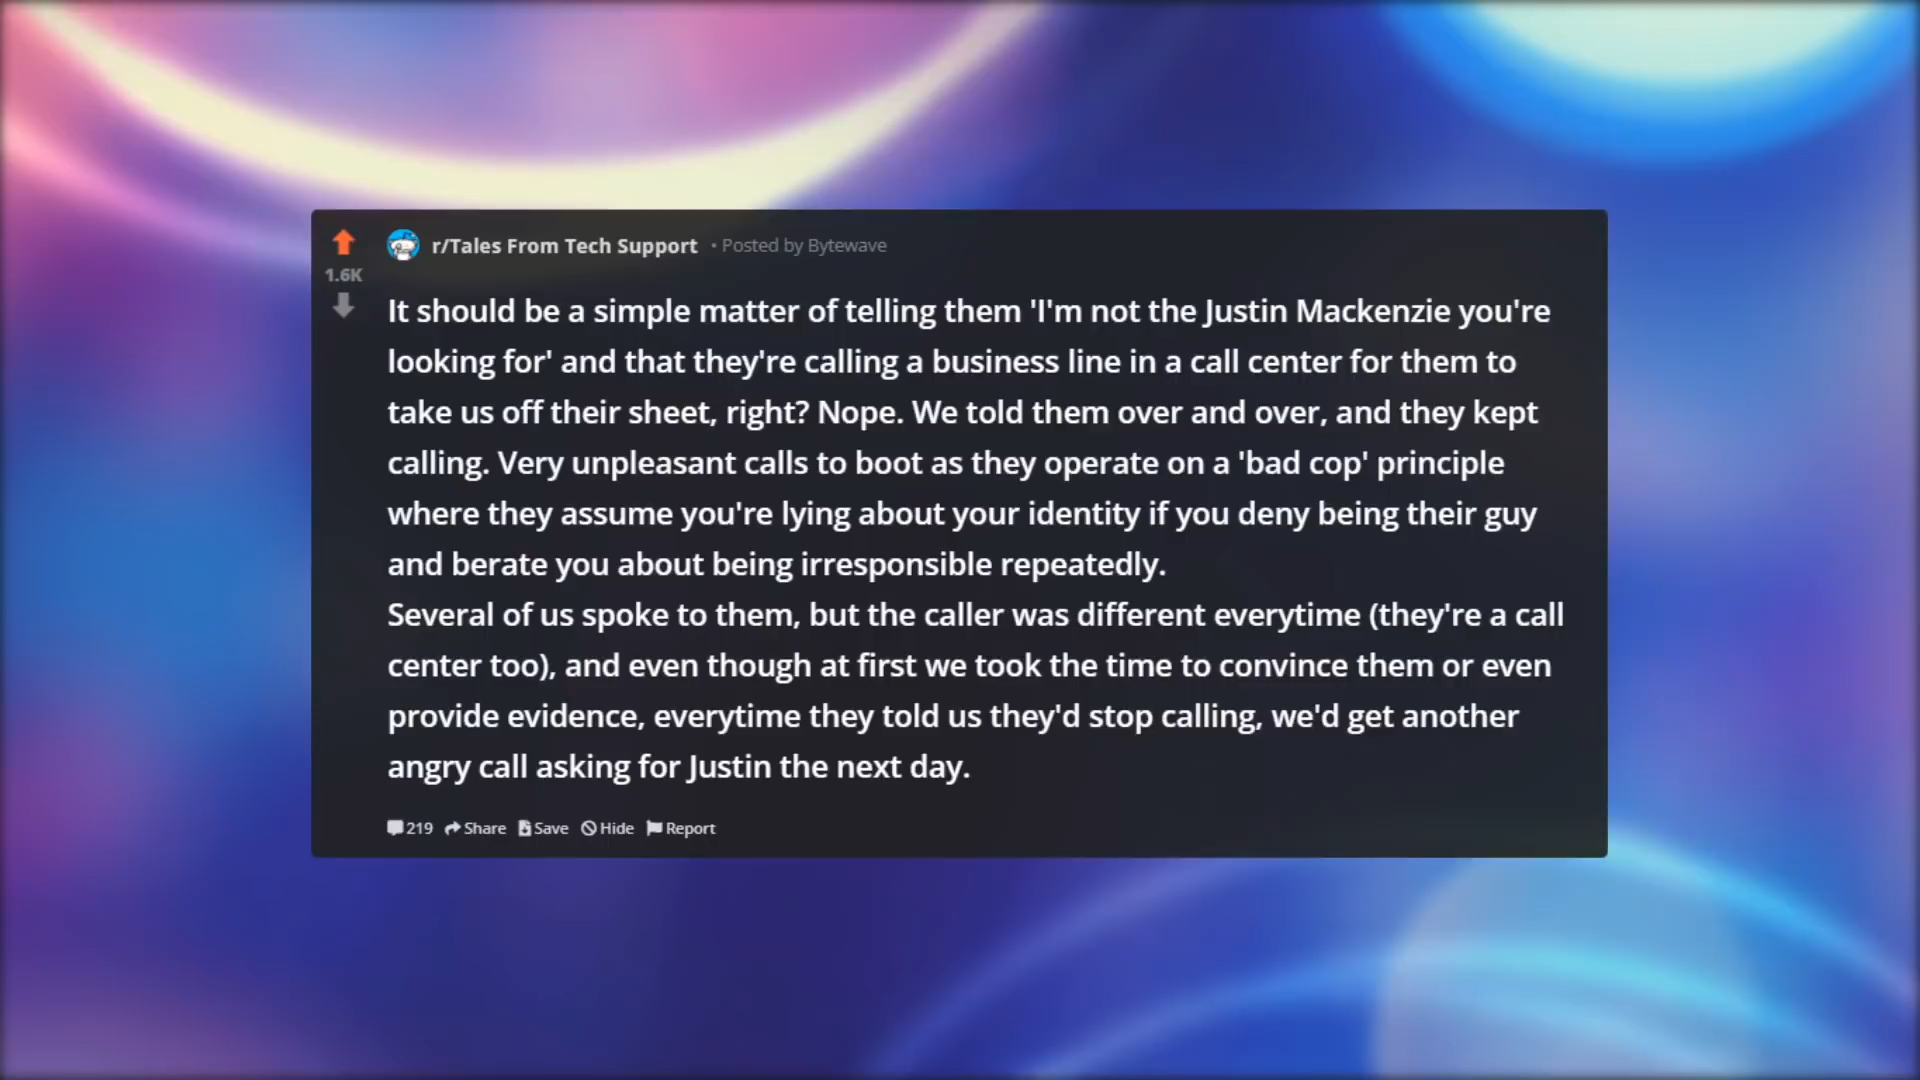 r/Tales From Tech Support • Posted by Bytewave
1.6K
It should be a simple matter of telling them 'I'm not the Justin Mackenzie you're
looking for' and that they're calling a business line in a call center for them to
take us off their sheet, right? Nope. We told them over and over, and they kept
calling. Very unpleasant calls to boot as they operate on a 'bad cop' principle
where they assume you're lying about your identity if you deny being their guy
and berate you about being irresponsible repeatedly.
Several of us spoke to them, but the caller was different everytime (they're a call
center too), and even though at first we took the time to convince them or even
provide evidence, everytime they told us they'd stop calling, we'd get another
angry call asking for Justin the next day.
219 Share Save Hide Report